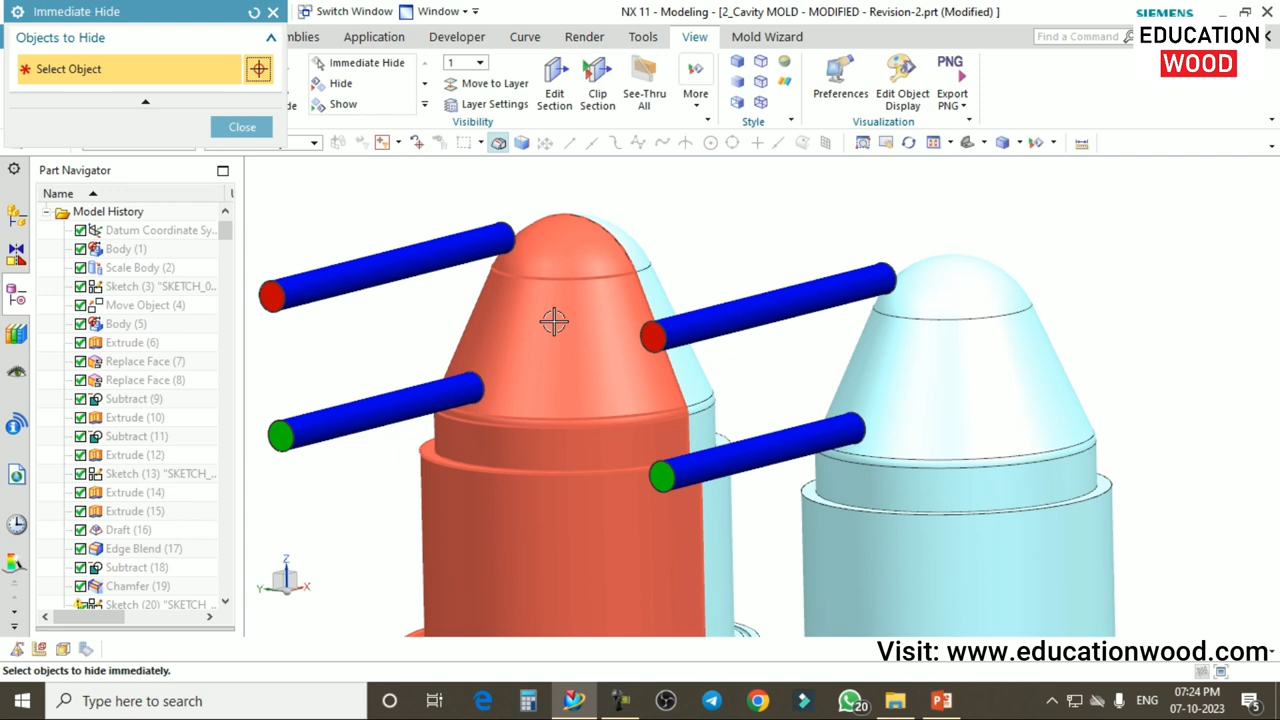 Immediate Hide
Switch Window
Window
NX 11 - Modeling - [2_Cavity MOLD - MODIFIED - Revision-2.prt (Modified) ]
SIEMENS
Objects to Hide
mblies
Application
Developer
Curve
Render
Tools
View
Mold Wizard
Find a Command
EDUCATION
WOOD
* Select Object
Immediate Hide
Hide
Show
1
Move to Layer
Layer Settings
Edit
Section
Clip
Section
See-Thru
All
More
Preferences
Edit Object
Display
PNG
Export
PNG
Visibility
Style
Visualization
Close
Part Navigator
Name
Model History
Datum Coordinate Sy...
Body (1)
Scale Body (2)
Sketch (3) "SKETCH_0...
Move Object (4)
Body (5)
Extrude (6)
Replace Face (7)
Replace Face (8)
Subtract (9)
Extrude (10)
Subtract (11)
Extrude (12)
Sketch (13) "SKETCH_...
Extrude (14)
Extrude (15)
Draft (16)
Edge Blend (17)
Subtract (18)
Chamfer (19)
Sketch (20) "SKETCH_...
Z
Y
X
Visit: www.educationwood.com
Select objects to hide immediately.
Type here to search
20
ENG
07:24 PM
07-10-2023
5